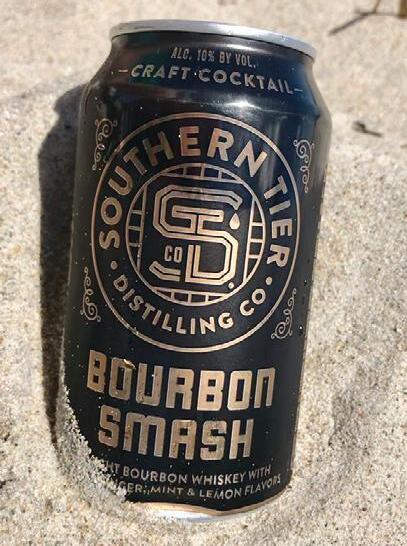 ALC. 10% BY VOL.
CRAFT COCKTAIL
SOUTHERN TIER
SD
CO
DISTILLING CO
BOURBON
SMASH
BOURBON WHISKEY WITH
MINT & LEMON FLAVORS